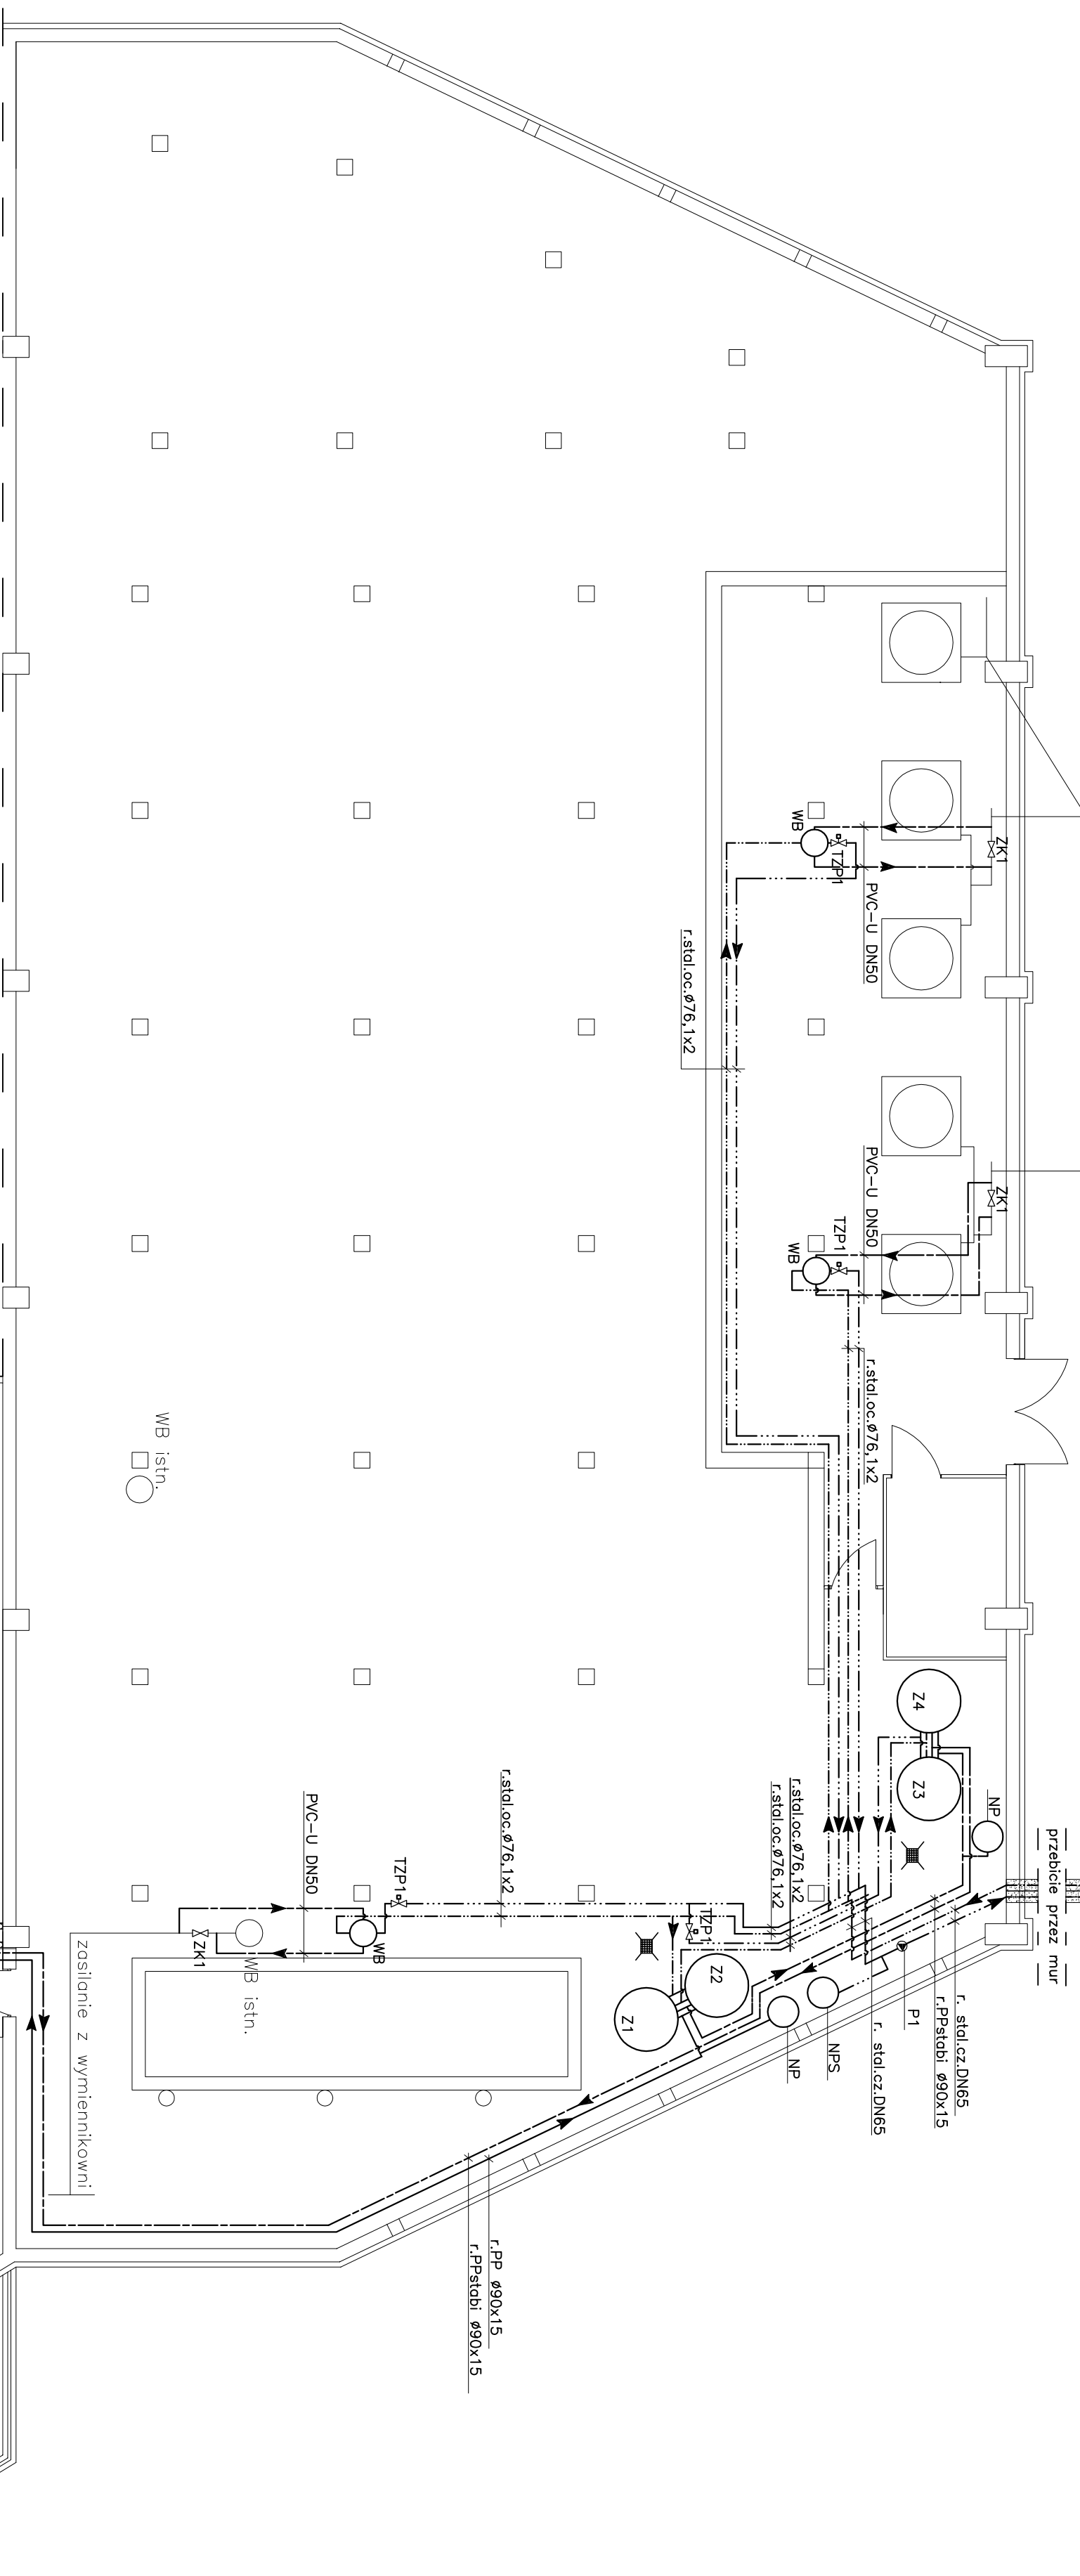 WB
TZP1
ZK1
PVC-U DN50
r.stal.oc.ø76,1x2
PVC-U DN50
ZK1
TZP1
WB
r.stal.oc.ø76,1x2
WB istn.
Z4
Z3
NP
przebicie przez mur
r.stal.oc.ø76,1x2
r.stal.oc.ø76,1x2
r.stal.oc.ø76,1x2
PVC-U DN50
TZP1
TZP1
WB
ZK1
WB istn.
zasilanie z wymiennikowni
Z2
Z1
P1
NPS
NP
r. stal.cz.DN65
r.PPstabi ø90x15
r. stal.cz.DN65
r.PP ø90x15
r.PPstabi ø90x15